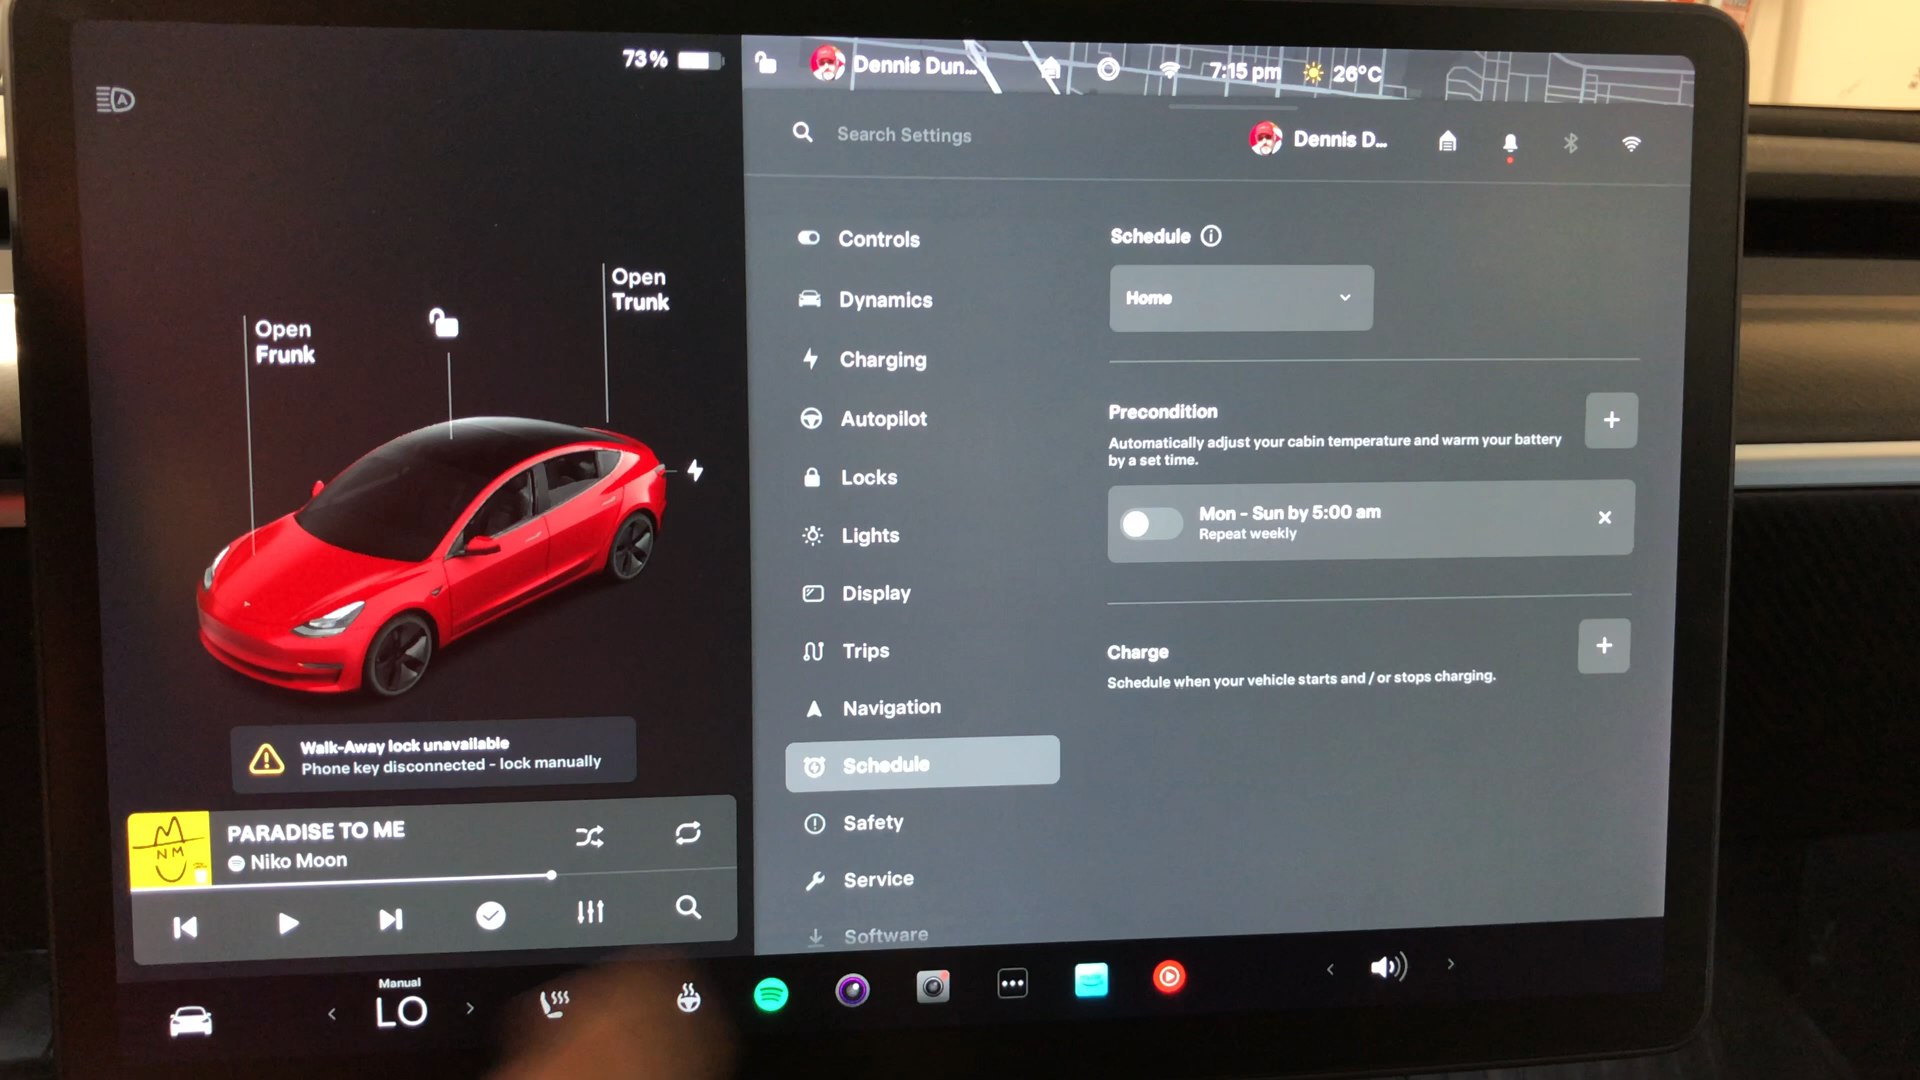 73%
Dennis Dun...
7:15 pm
26°C
Search Settings
Dennis D...
Open
Frunk
Open
Trunk
Walk-Away lock unavailable
Phone key disconnected - lock manually
PARADISE TO ME
Niko Moon
NM
Manual
LO
Controls
Dynamics
Charging
Autopilot
Locks
Lights
Display
Trips
Navigation
Schedule
Safety
Service
Software
Schedule
Home
Precondition
Automatically adjust your cabin temperature and warm your battery
by a set time.
Mon - Sun by 5:00 am
Repeat weekly
Charge
Schedule when your vehicle starts and / or stops charging.